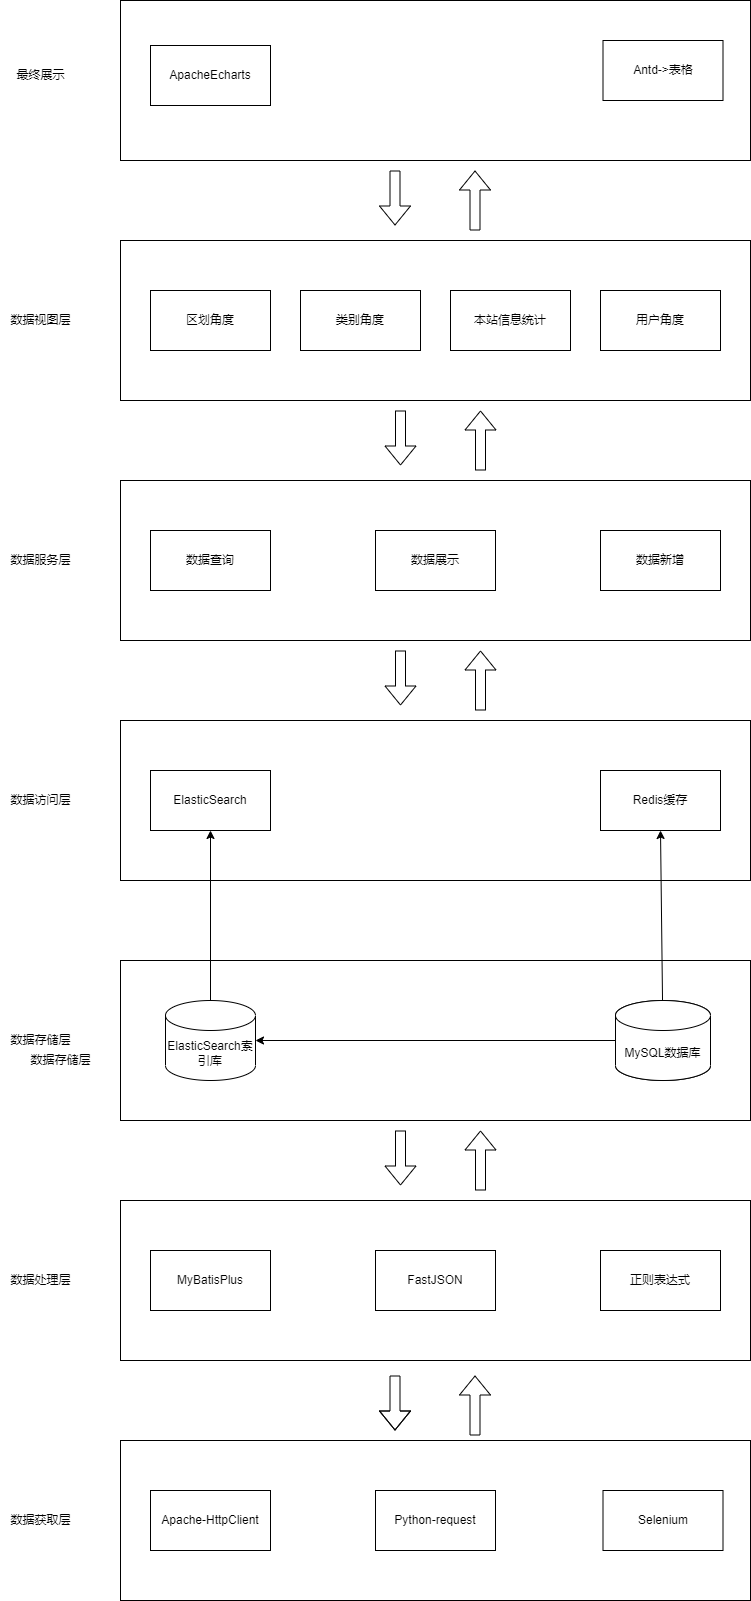 最终展示
ApacheEcharts
Antd->表格
数据视图层
区划角度
类别角度
本站信息统计
用户角度
数据服务层
数据查询
数据展示
数据新增
数据访问层
ElasticSearch
Redis缓存
数据存储层
数据存储层
ElasticSearch索
引库
MySQL数据库
数据处理层
MyBatisPlus
FastJSON
正则表达式
数据获取层
Apache-HttpClient
Python-request
Selenium